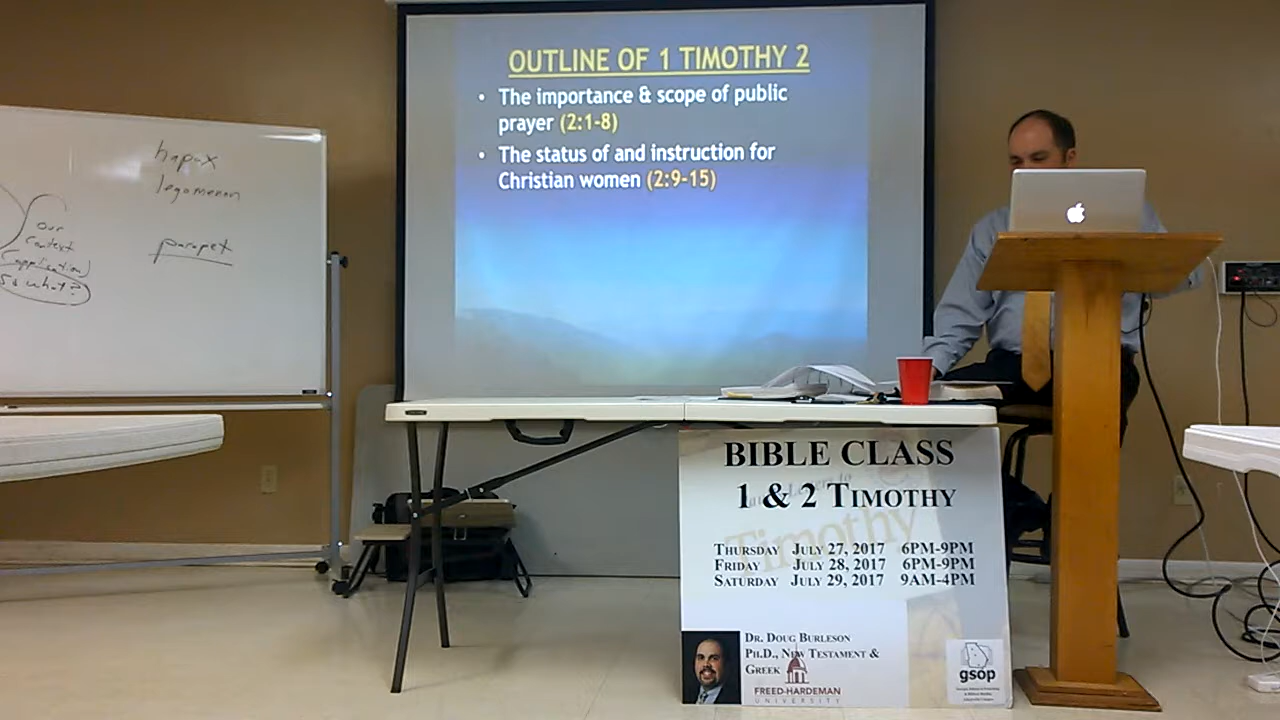 hapax
legomenon
parapet
our
context
(application)
so what?
OUTLINE OF 1 TIMOTHY 2
• The importance & scope of public
prayer (2:1-8)
• The status of and instruction for
Christian women (2:9-15)
BIBLE CLASS
1 & 2 TIMOTHY
Timothy
THURSDAY JULY 27, 2017 6PM-9PM
FRIDAY JULY 28, 2017 6PM-9PM
SATURDAY JULY 29, 2017 9AM-4PM
DR. DOUG BURLESON
PH.D., NEW TESTAMENT &
GREEK
FREED-HARDEMAN
UNIVERSITY
gsop